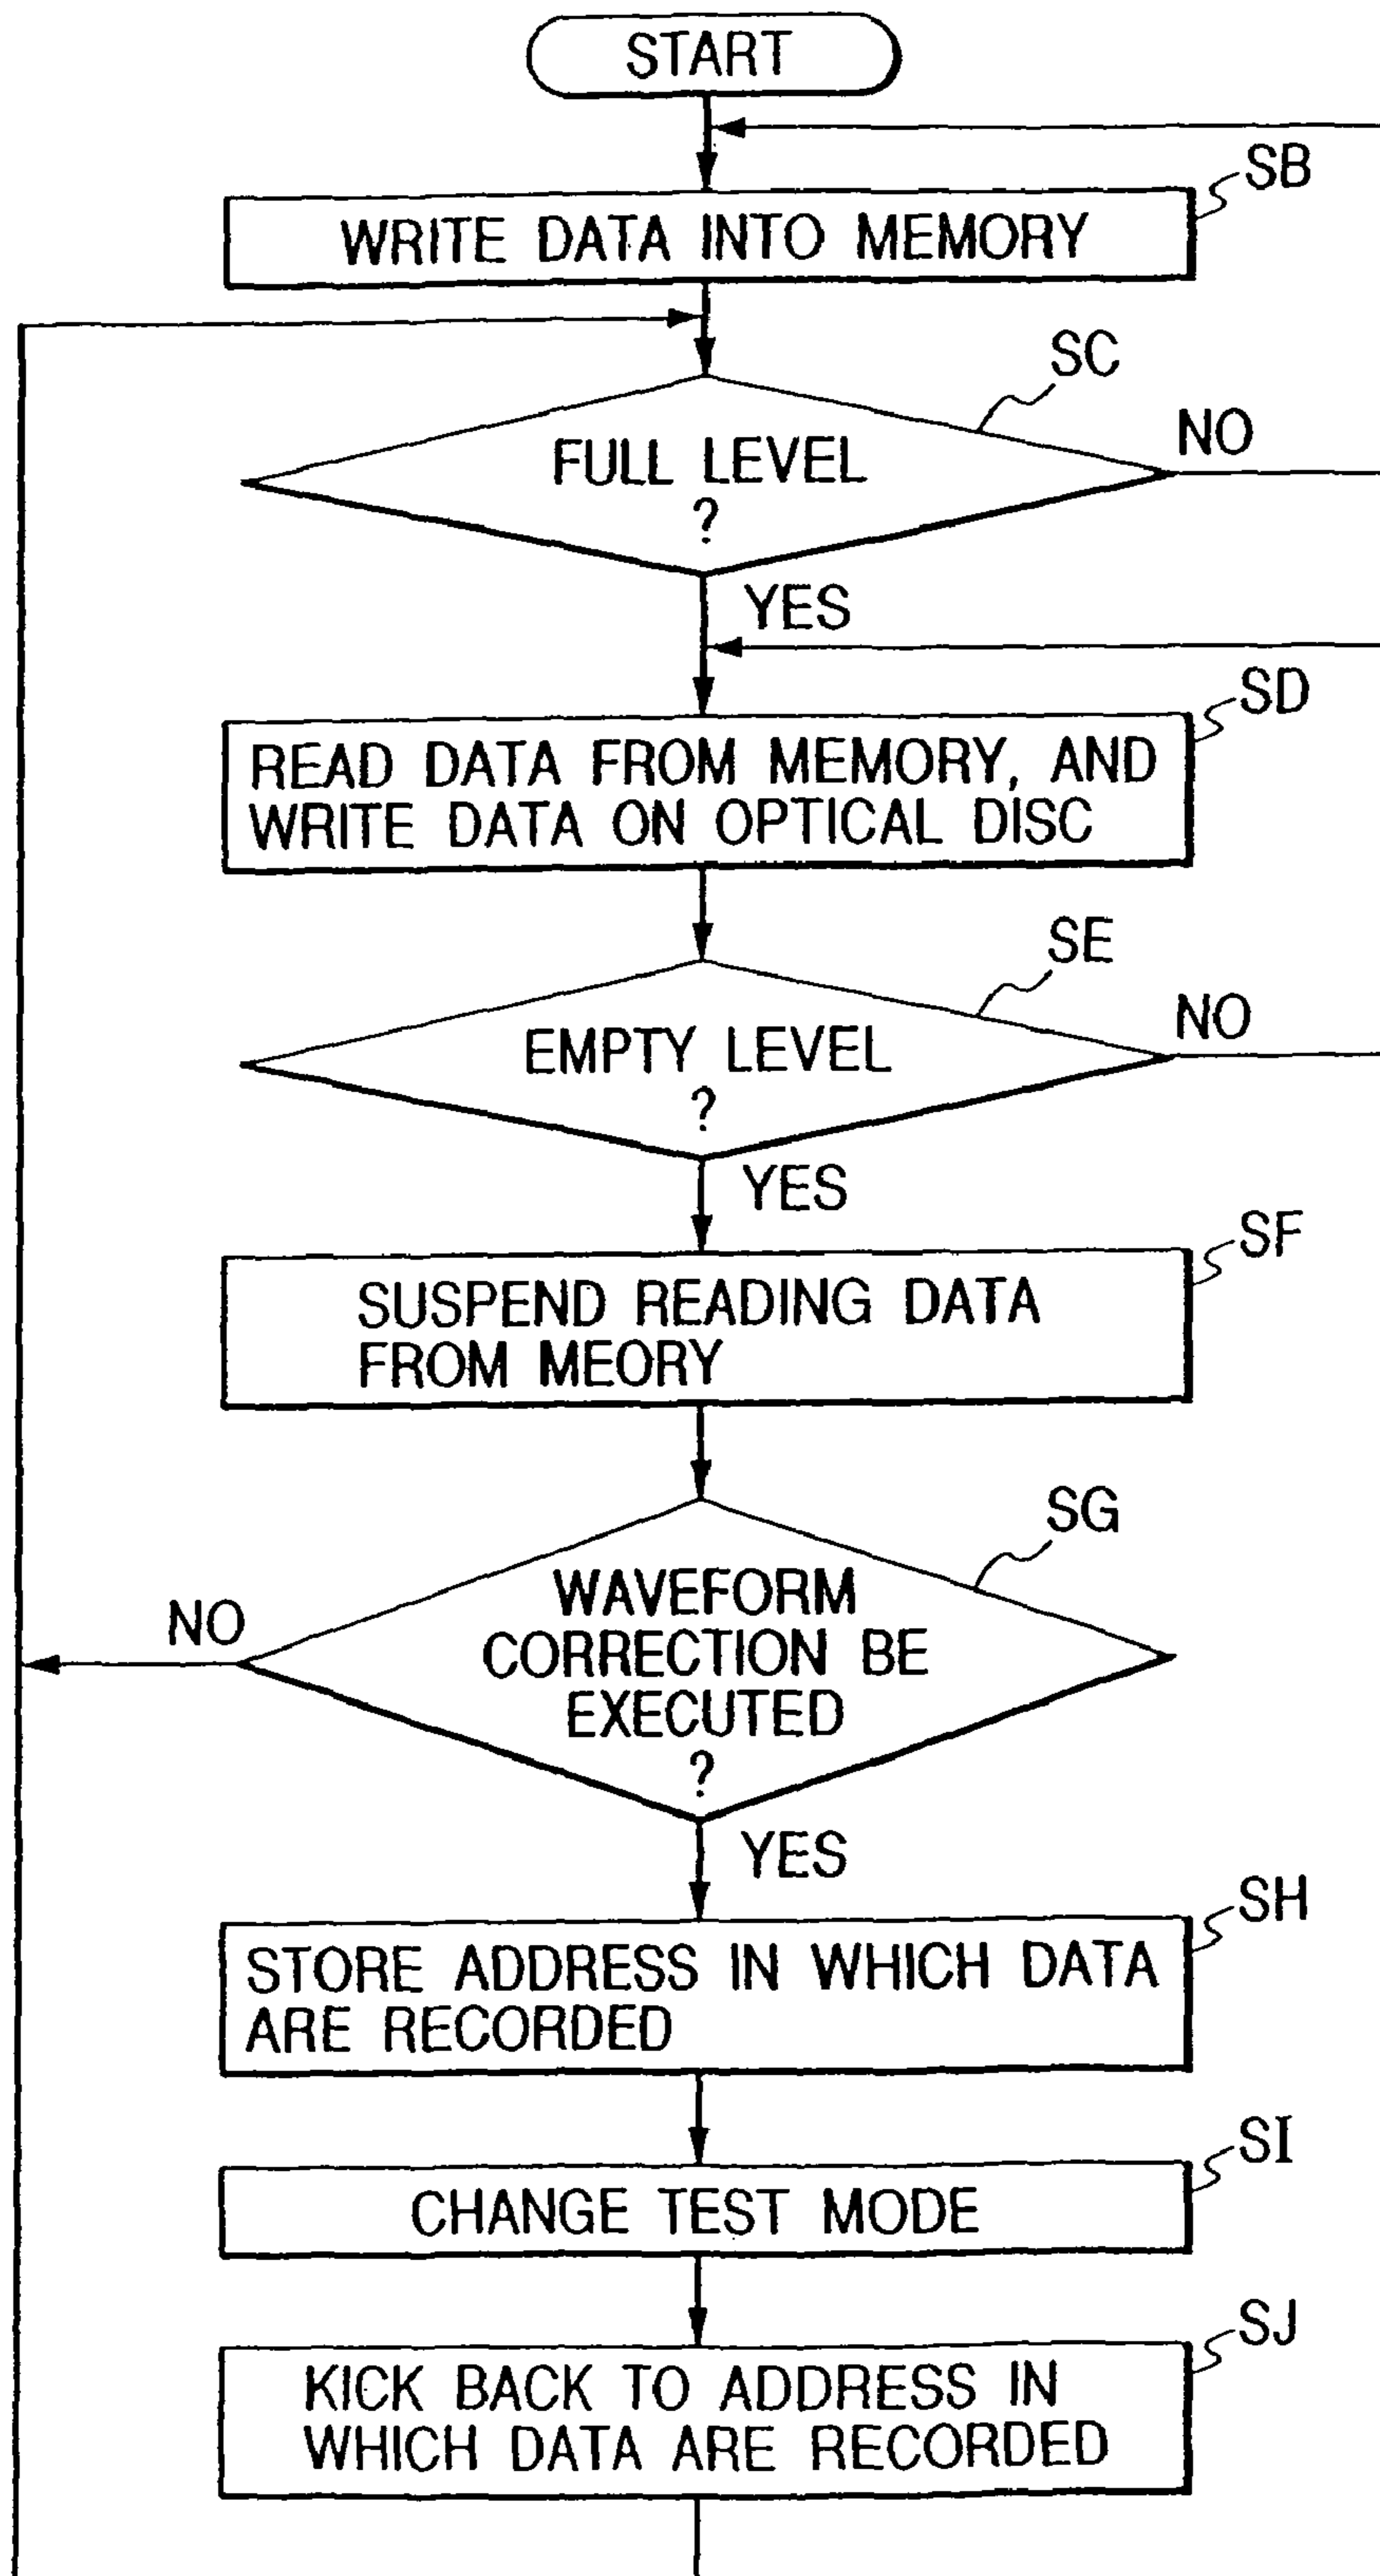 START
SB
WRITE DATA INTO MEMORY
SC
NO
FULL LEVEL
?
YES
SD
READ DATA FROM MEMORY, AND
WRITE DATA ON OPTICAL DISC
SE
NO
EMPTY LEVEL
?
YES
SF
SUSPEND READING DATA
FROM MEORY
SG
NO
WAVEFORM
CORRECTION BE
EXECUTED
?
YES
SH
STORE ADDRESS IN WHICH DATA
ARE RECORDED
SI
CHANGE TEST MODE
SJ
KICK BACK TO ADDRESS IN
WHICH DATA ARE RECORDED